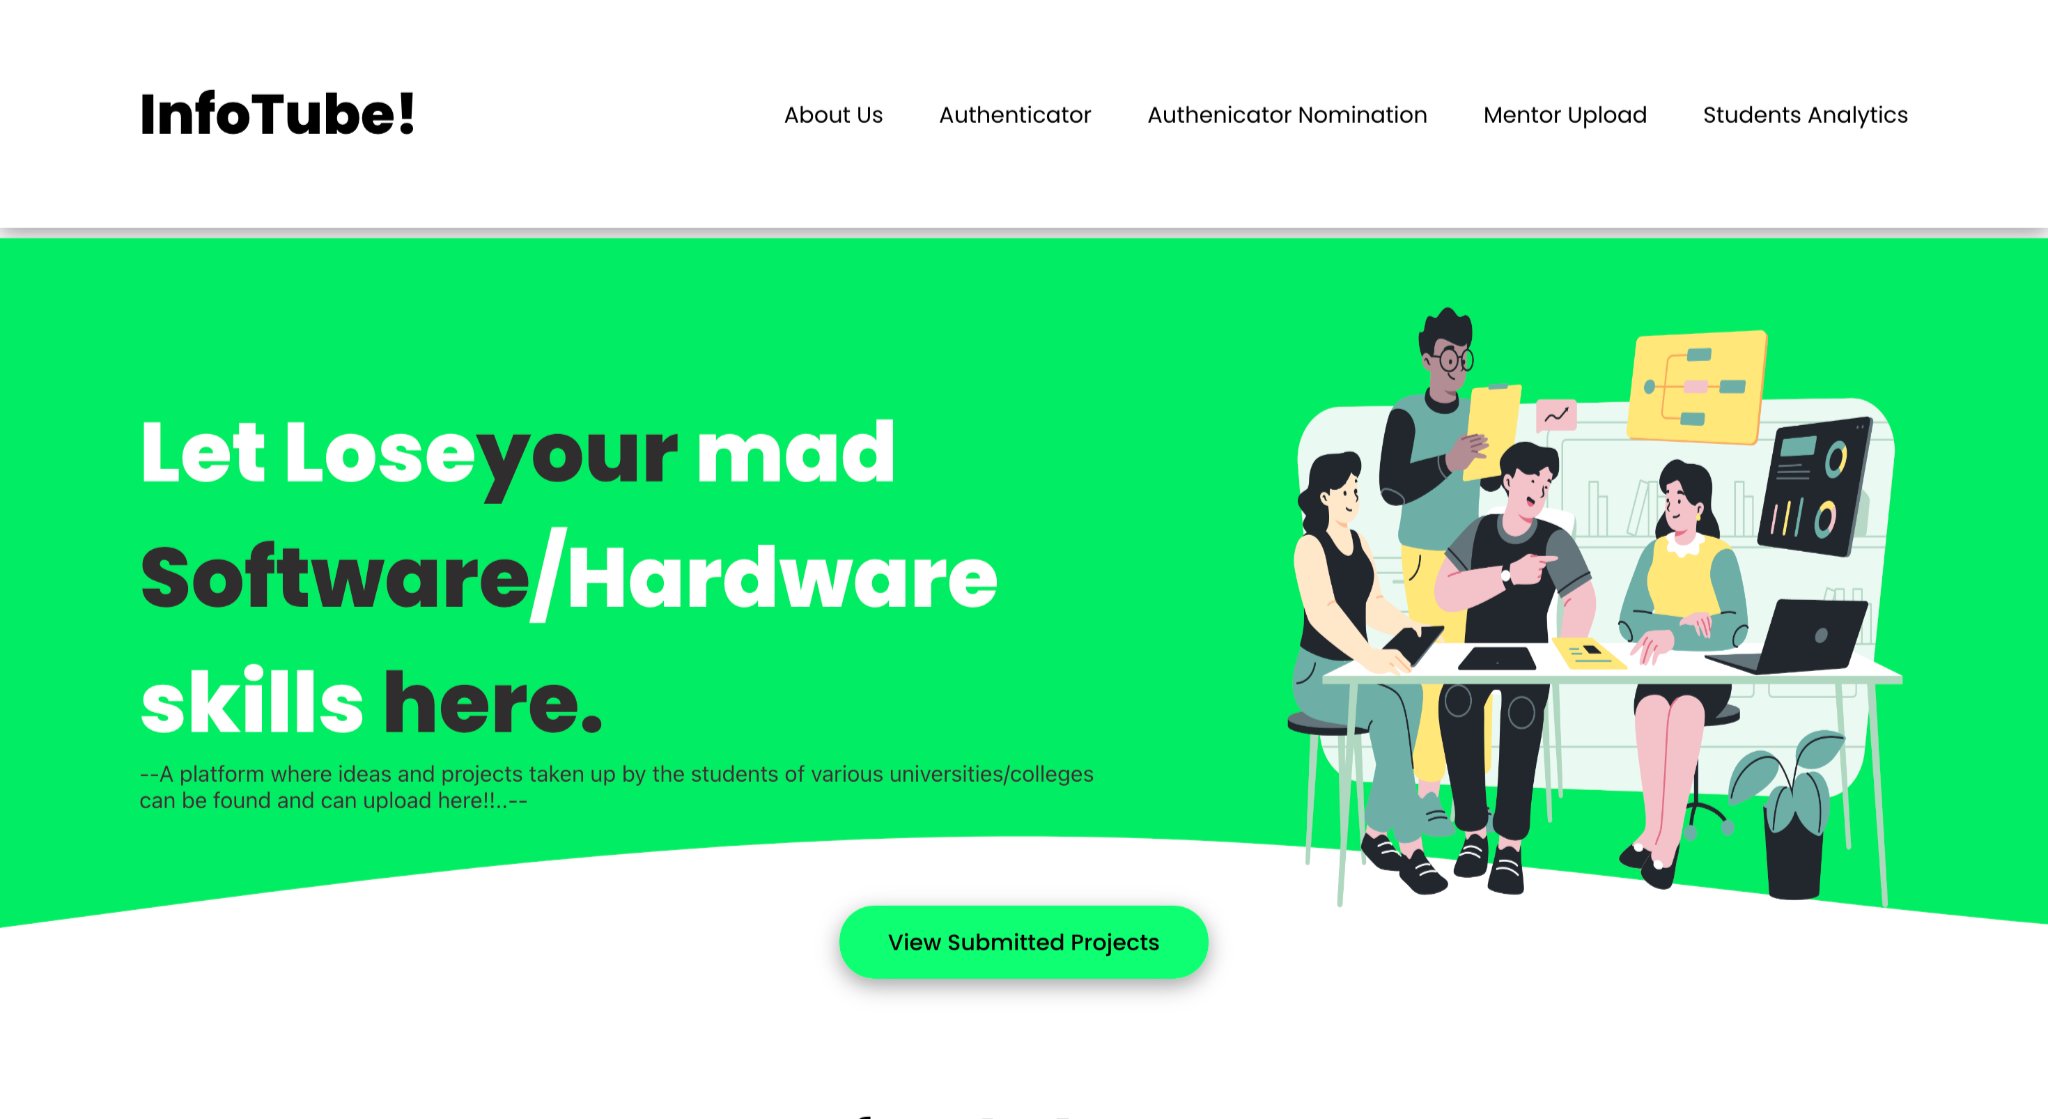 InfoTube!
About Us
Authenticator
Authenicator Nomination
Mentor Upload
Students Analytics
Let Loseyour mad
Software/Hardware
skills here.
--A platform where ideas and projects taken up by the students of various universities/colleges
can be found and can upload here!!..--
View Submitted Projects